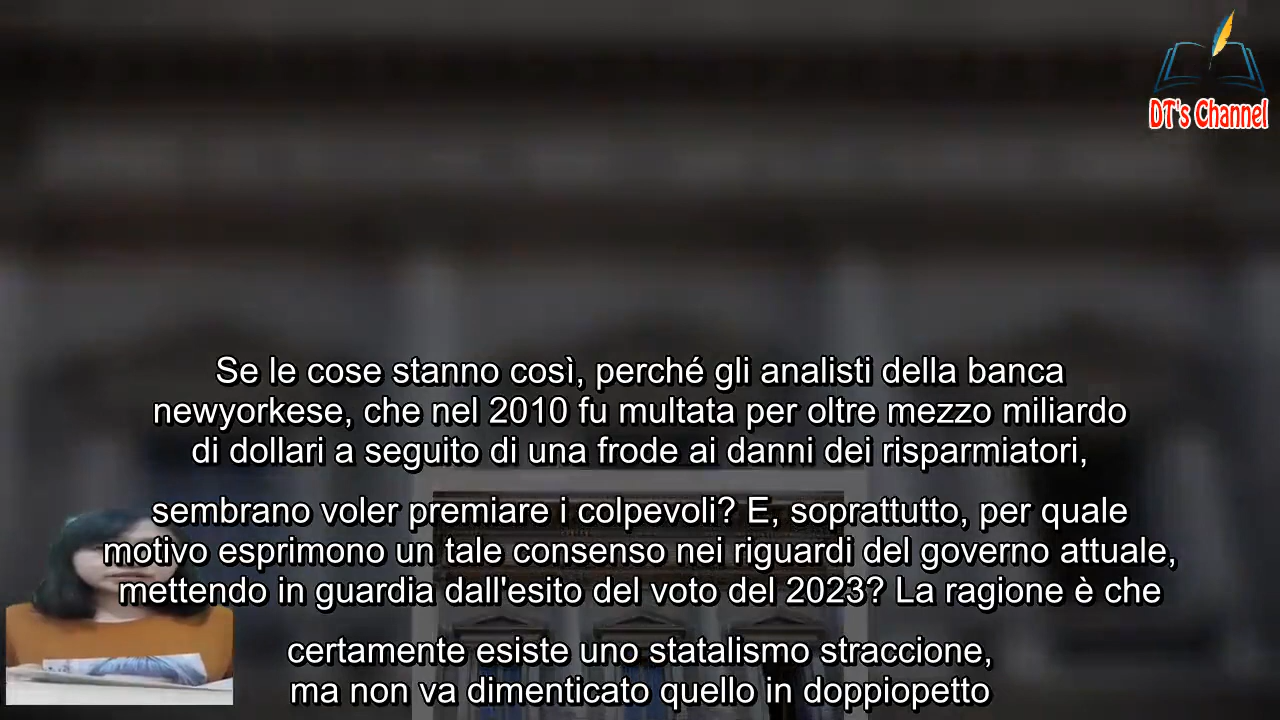 DT's Channel
Se le cose stanno così, perché gli analisti della banca
newyorkese, che nel 2010 fu multata per oltre mezzo miliardo
di dollari a seguito di una frode ai danni dei risparmiatori,
sembrano voler premiare i colpevoli? E, soprattutto, per quale
motivo esprimono un tale consenso nei riguardi del governo attuale,
mettendo in guardia dall'esito del voto del 2023? La ragione è che
certamente esiste uno statalismo straccione,
ma non va dimenticato quello in doppiopetto